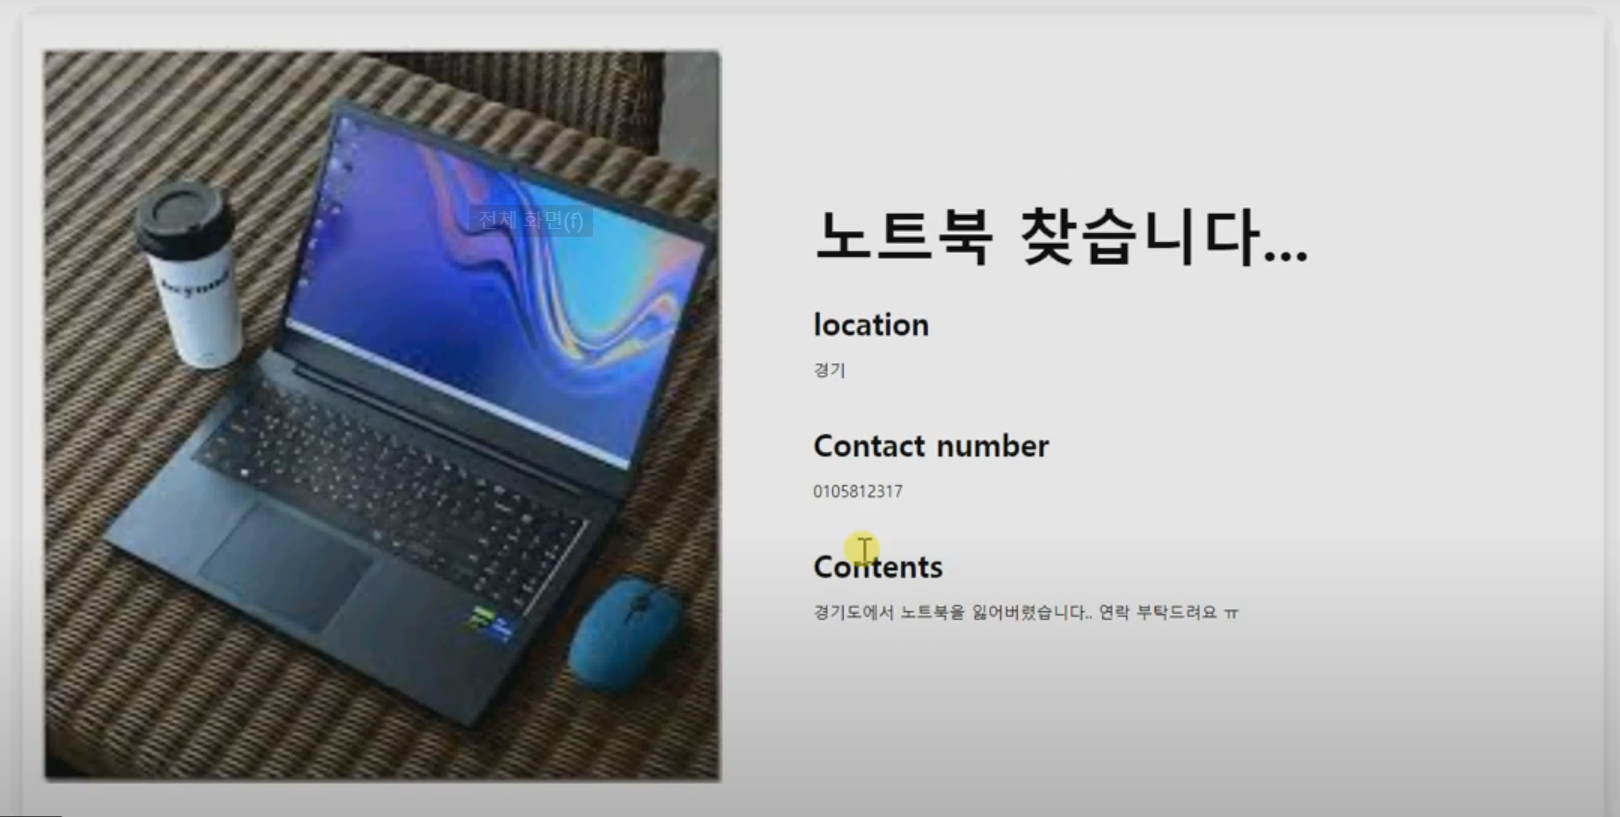 전체 화면(f)
노트북 찾습니다...
location
경기
Contact number
0105812317
Contents
경기도에서 노트북을 잃어버렸습니다.. 연락 부탁드려요 ㅠ